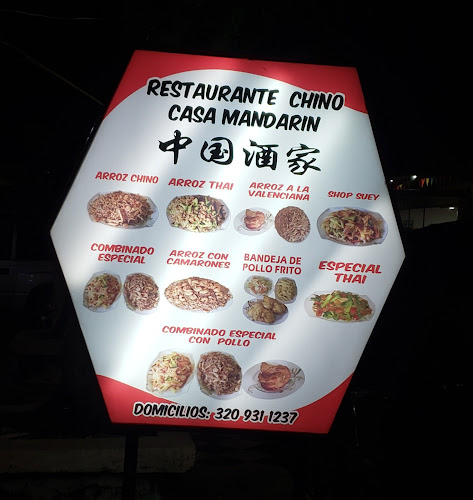 RESTAURANTE CHINO
CASA MANDARIN
中国酒家
ARROZ CHINO
ARROZ THAI
ARROZ A LA
VALENCIANA
SHOP SUEY
COMBINADO
ESPECIAL
ARROZ CON
CAMARONES
BANDEJA DE
POLLO FRITO
ESPECIAL
THAI
COMBINADO ESPECIAL
CON POLLO
DOMICILIOS: 320 931 1237